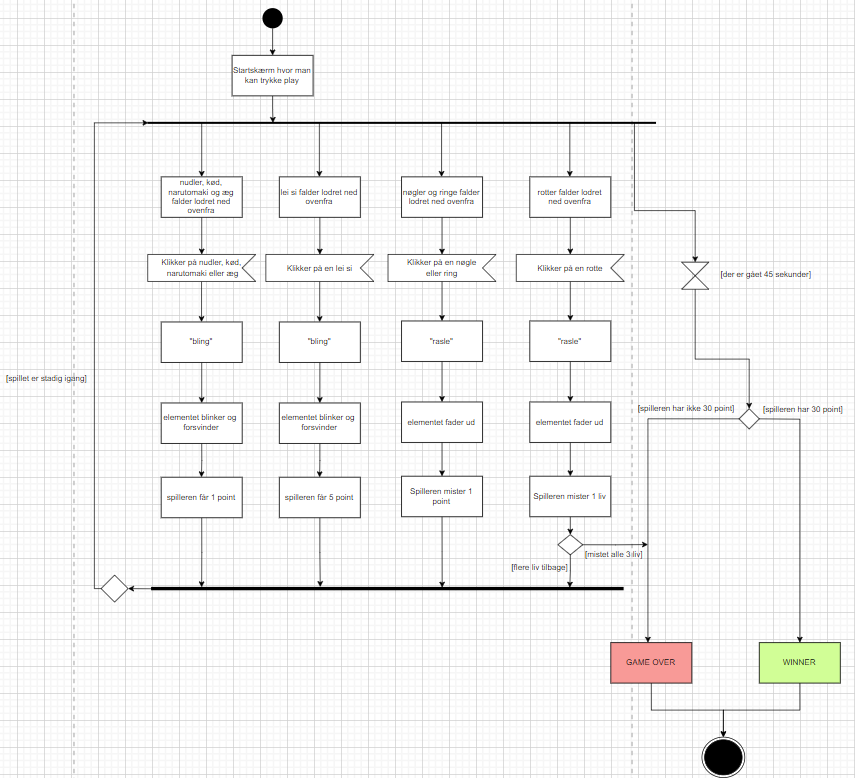 Startskærm hvor man
kan trykke play
nudler, kød,
narutomaki og æg
falder lodret ned
ovenfra
lei si falder lodret ned
ovenfra
nøgler og ringe falder
lodret ned ovenfra
rotter falder lodret
ned ovenfra
Klikker på nudler, kød,
narutomaki eller æg
Klikker på en lei si
Klikker på en nøgle
eller ring
Klikker på en rotte
[der er gået 45 sekunder]
"bling"
"bling"
"rasle"
"rasle"
[spillet er stadig igang]
elementet blinker og
forsvinder
elementet blinker og
forsvinder
elementet fader ud
elementet fader ud
[spilleren har ikke 30 point]
[spilleren har 30 point]
spilleren får 1 point
spilleren får 5 point
Spilleren mister 1
point
Spilleren mister 1 liv
[mistet alle 3 liv]
[flere liv tilbage]
GAME OVER
WINNER